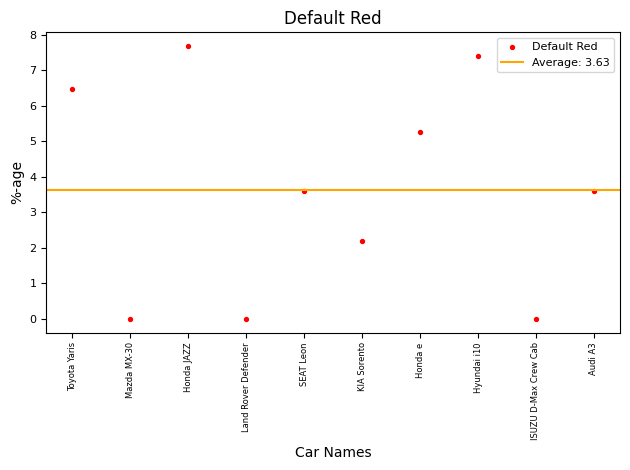 Default Red
Default Red
Average: 3.63
%-age
8
7
6
5
4
3
2
1
0
Toyota Yaris
Mazda MX-30
Honda JAZZ
Land Rover Defender
SEAT Leon
KIA Sorento
Honda e
Hyundai i10
ISUZU D-Max Crew Cab
Audi A3
Car Names